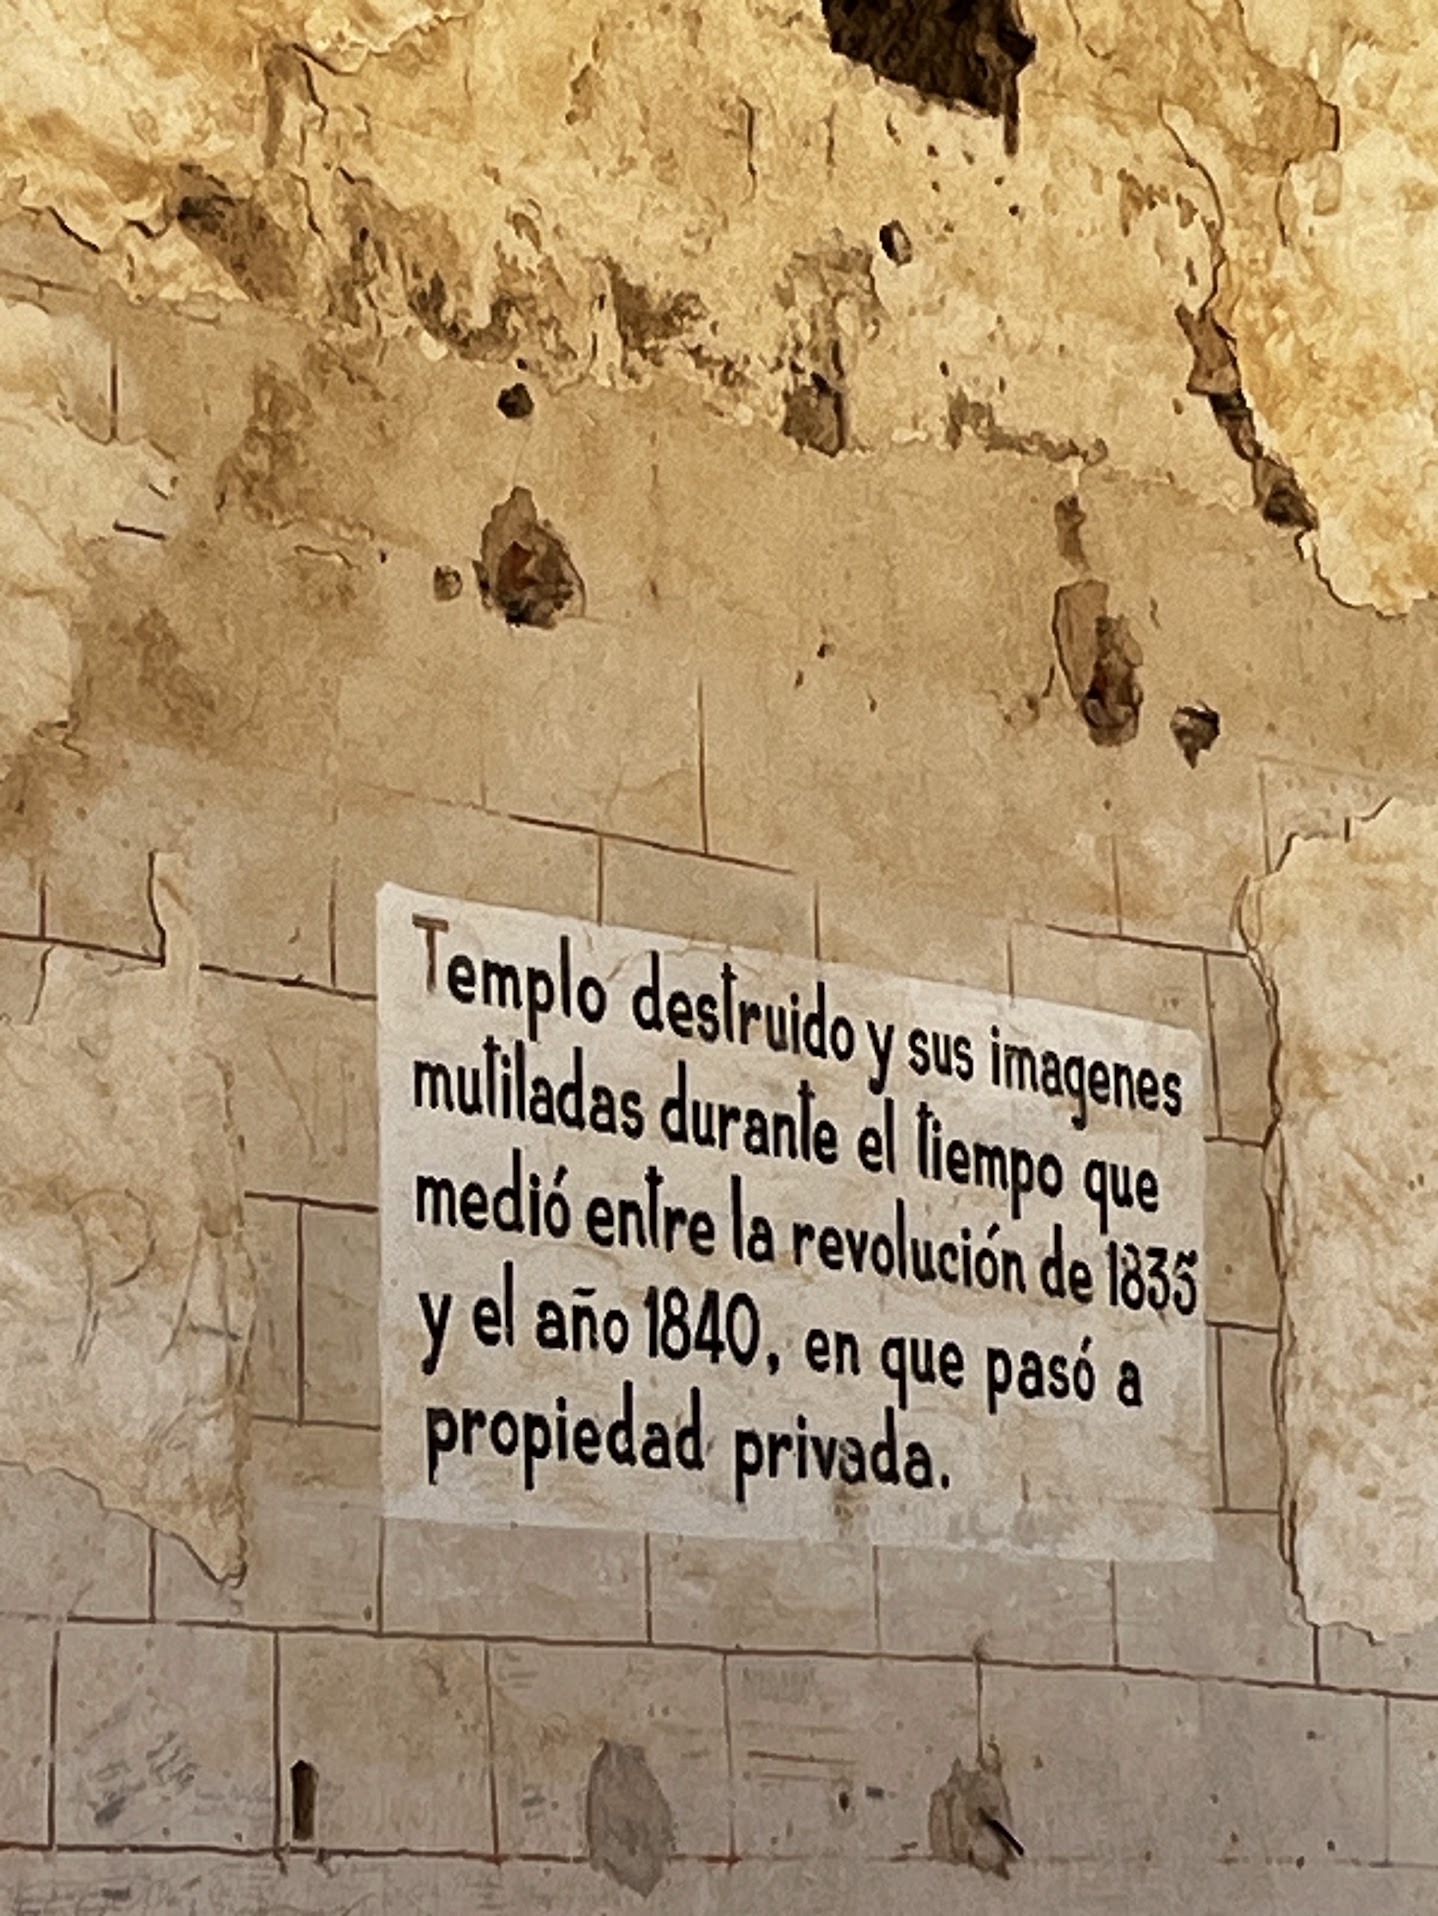 Templo destruido y sus imagenes
mutiladas durante el tiempo que
medió entre la revolución de 1835
y el año 1840, en que pasó a
propiedad privada.